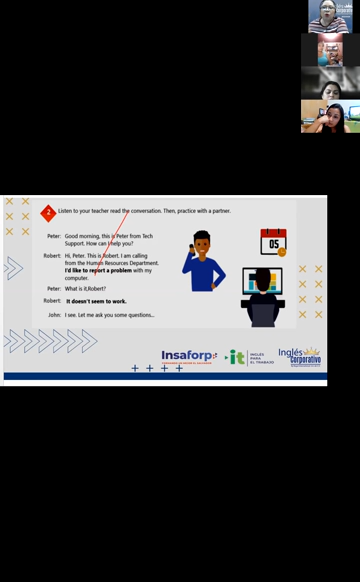 2 Listen to your teacher read the conversation. Then, practice with a partner.
Peter: Good morning, this is Peter from Tech
Support. How can I help you?
Robert: Hi, Peter. This is Robert. I am calling
from the Human Resources Department.
I'd like to report a problem with my
computer.
Peter: What is it,Robert?
Robert: It doesn't seem to work.
John: I see. Let me ask you some questions...
05
Insaforp
it
INGLÉS
PARA
EL TRABAJO
Inglés
Corporativo